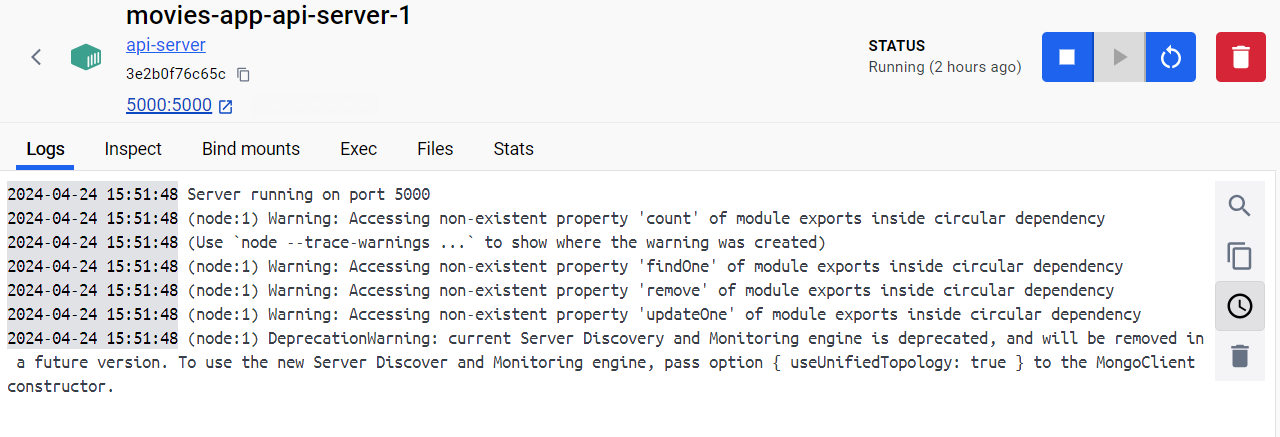 movies-app-api-server-1
api-server
3e2b0f76c65c
5000:5000
STATUS
Running (2 hours ago)
Logs Inspect Bind mounts Exec Files Stats
2024-04-24 15:51:48 Server running on port 5000
2024-04-24 15:51:48 (node:1) Warning: Accessing non-existent property 'count' of module exports inside circular dependency
2024-04-24 15:51:48 (Use `node --trace-warnings ...` to show where the warning was created)
2024-04-24 15:51:48 (node:1) Warning: Accessing non-existent property 'findOne' of module exports inside circular dependency
2024-04-24 15:51:48 (node:1) Warning: Accessing non-existent property 'remove' of module exports inside circular dependency
2024-04-24 15:51:48 (node:1) Warning: Accessing non-existent property 'updateOne' of module exports inside circular dependency
2024-04-24 15:51:48 (node:1) DeprecationWarning: current Server Discovery and Monitoring engine is deprecated, and will be removed in
a future version. To use the new Server Discover and Monitoring engine, pass option { useUnifiedTopology: true } to the MongoClient
constructor.